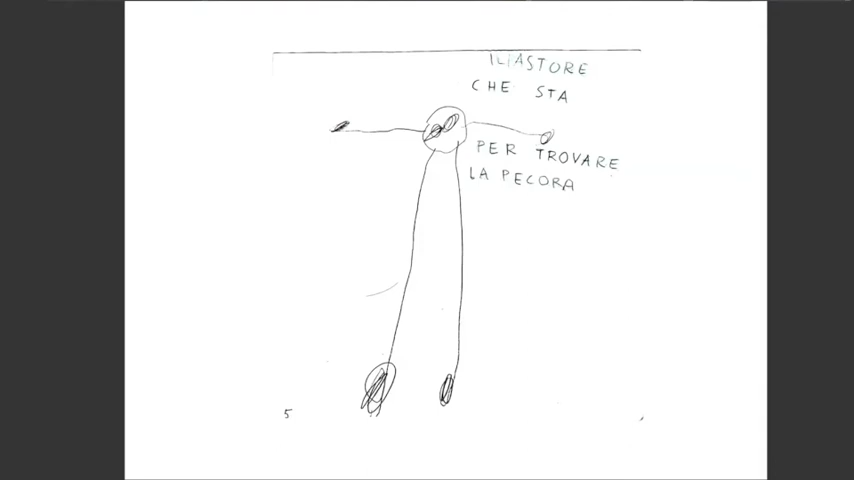 IL PASTORE
CHE STA
PER TROVARE
LA PECORA
5